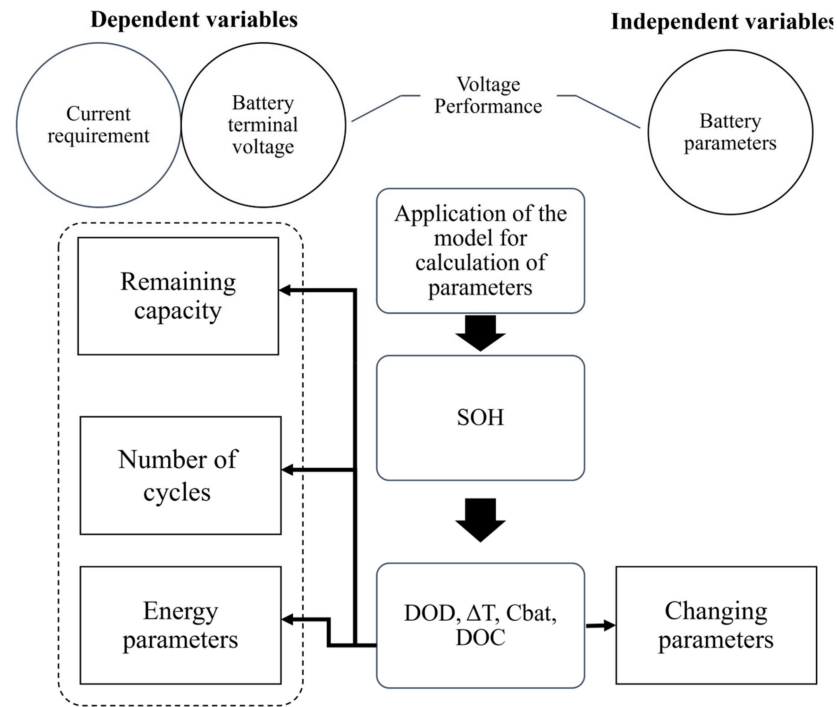 Dependent variables
Independent variables
Current
requirement
Battery
terminal
voltage
Voltage
Performance
Battery
parameters
Application of the
model for
calculation of
parameters
Remaining
capacity
SOH
Number of
cycles
Energy
parameters
DOD, ΔT, Cbat,
DOC
Changing
parameters